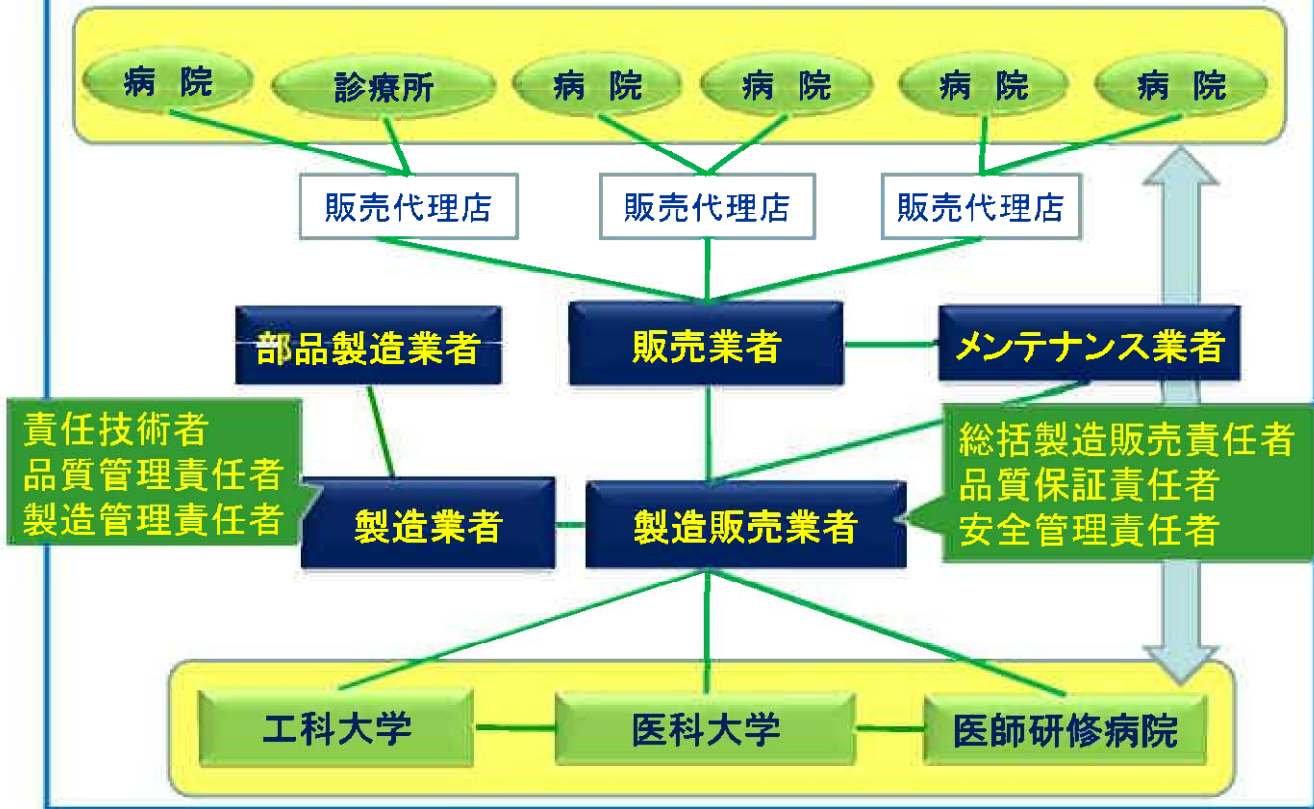 病 院
診療所
病 院
病 院
病 院
病 院
販売代理店
販売代理店
販売代理店
部品製造業者
販売業者
メンテナンス業者
責任技術者
品質管理責任者
製造管理責任者
総括製造販売責任者
品質保証責任者
安全管理責任者
製造業者
製造販売業者
工科大学
医科大学
医師研修病院